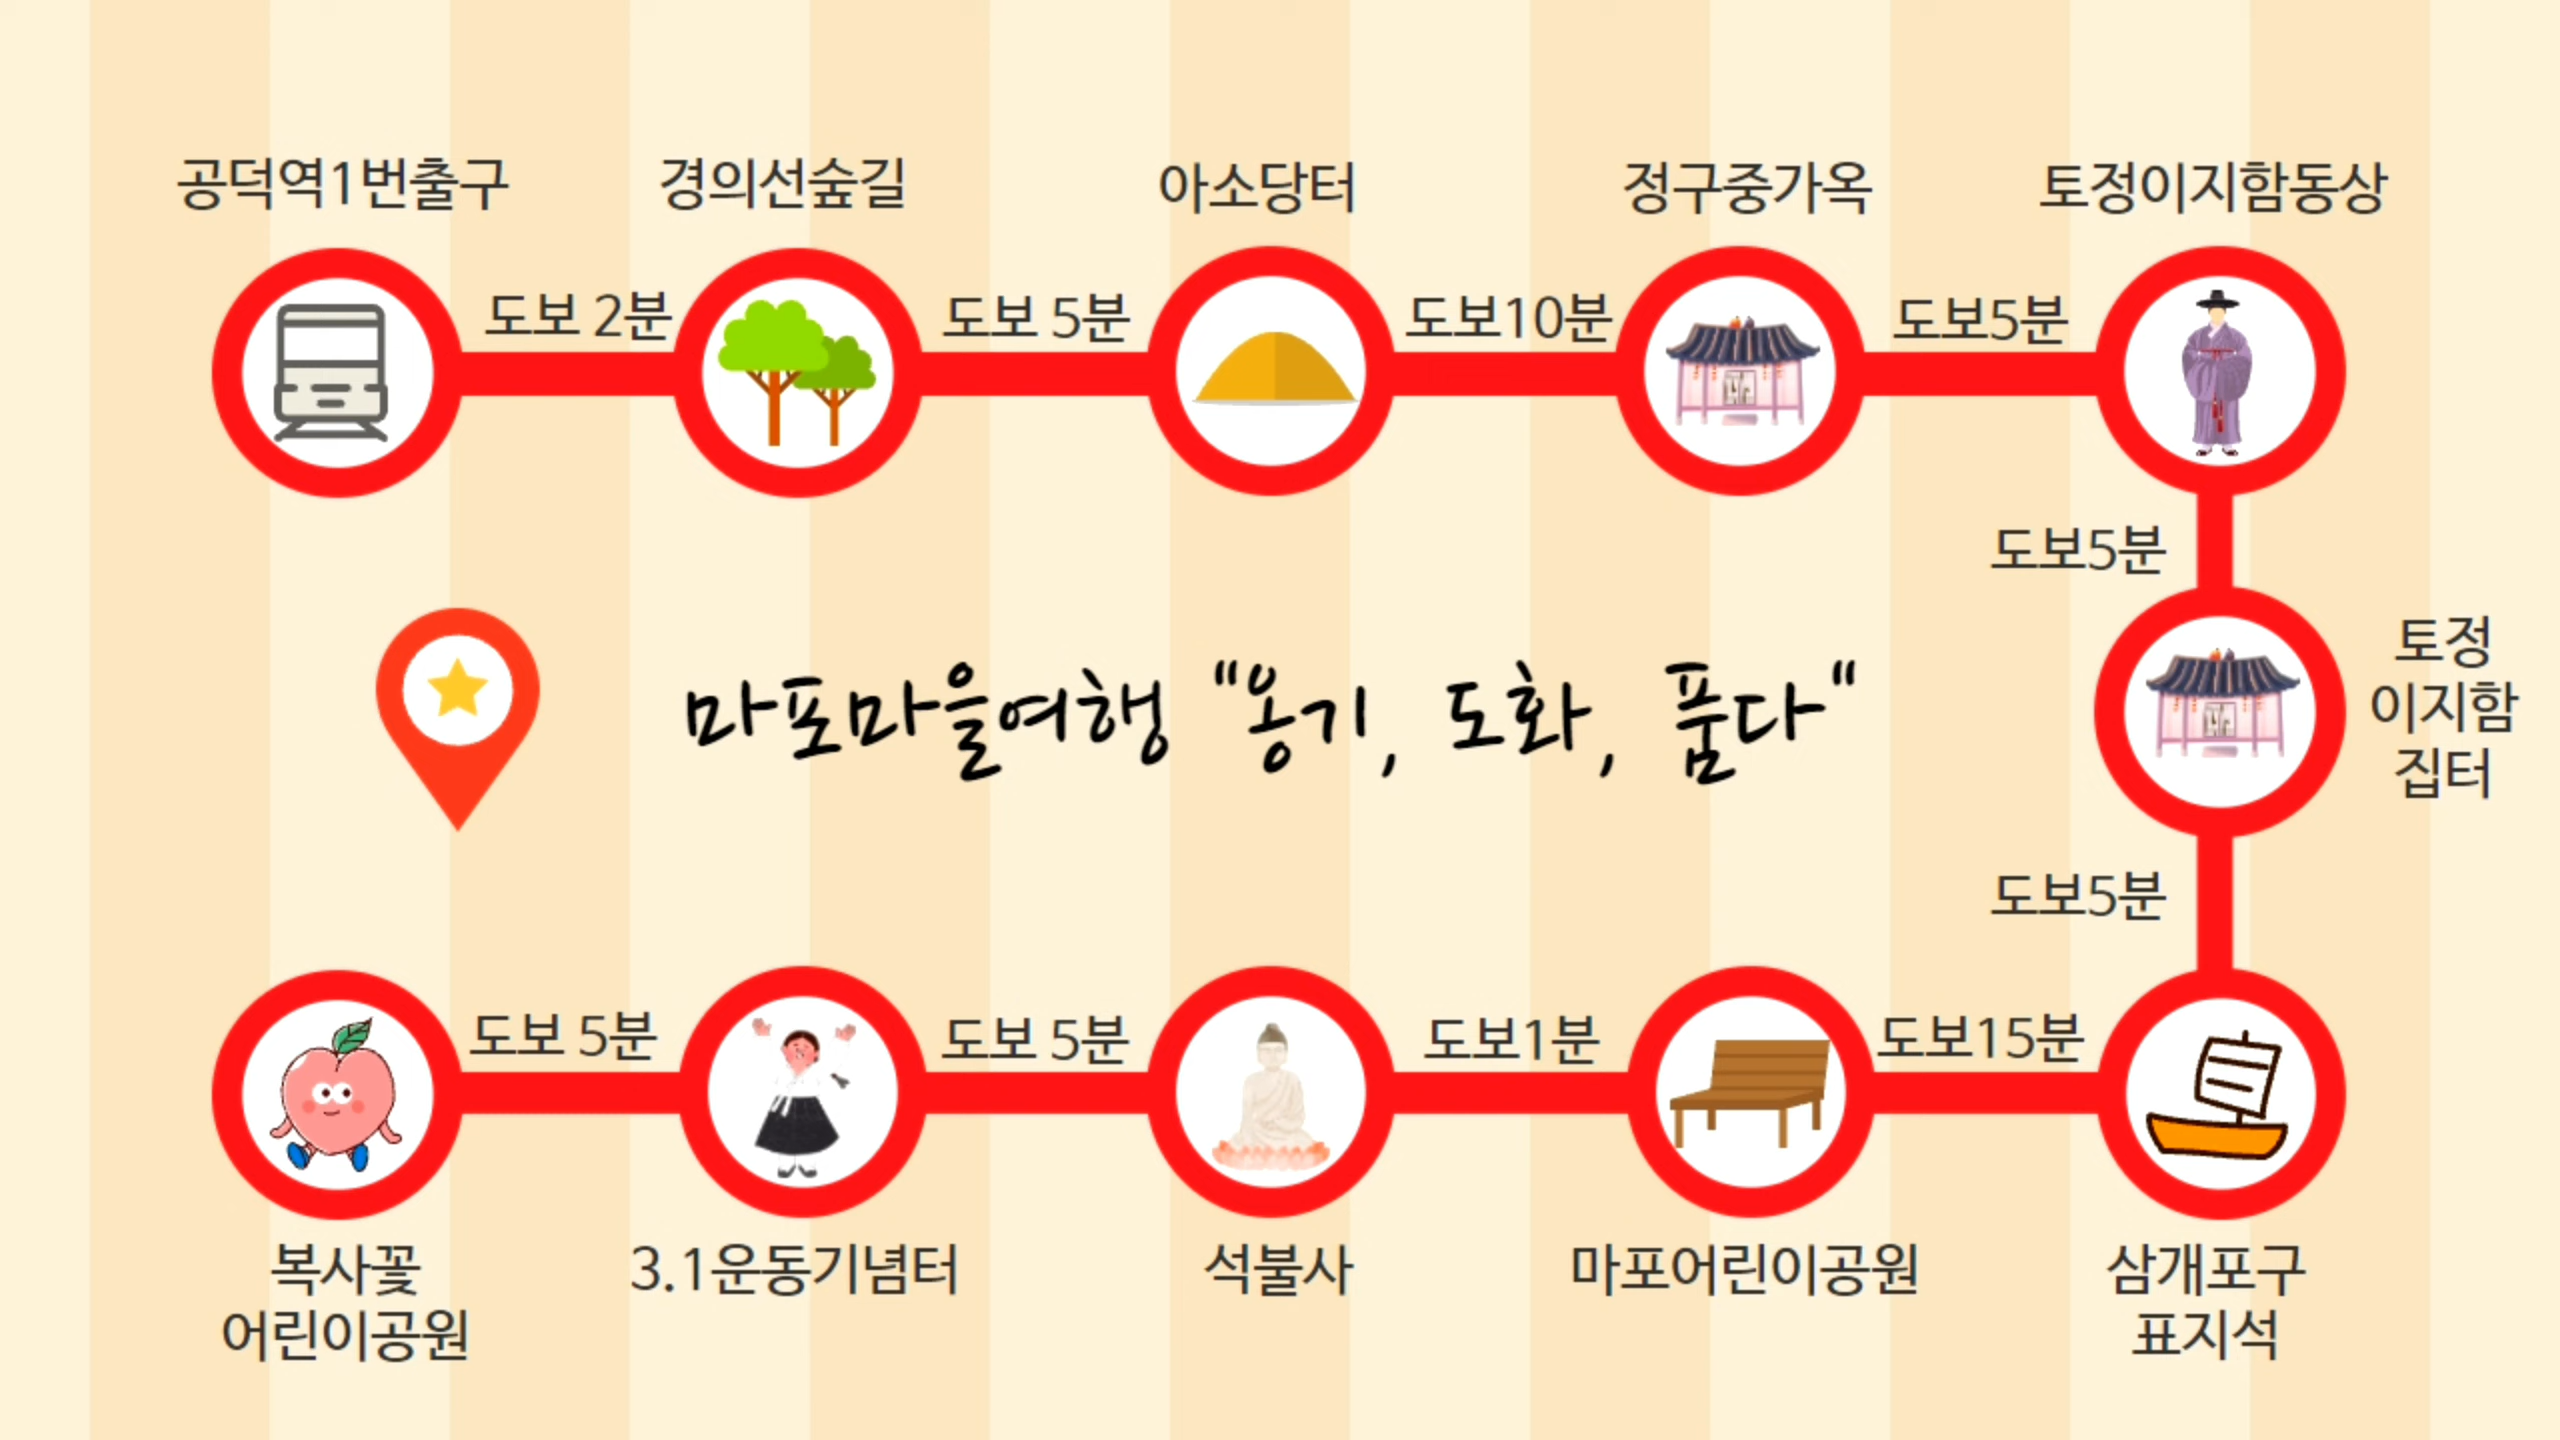 공덕역1번출구
경의선숲길
아소당터
정구중가옥
토정이지함동상
도보 2분
도보 5분
도보10분
도보5분
도보5분
마포마을여행 "옹기, 도화, 품다"
토정
이지함
집터
도보5분
도보 5분
도보 5분
도보1분
도보15분
복사꽃
어린이공원
3.1운동기념터
석불사
마포어린이공원
삼개포구
표지석